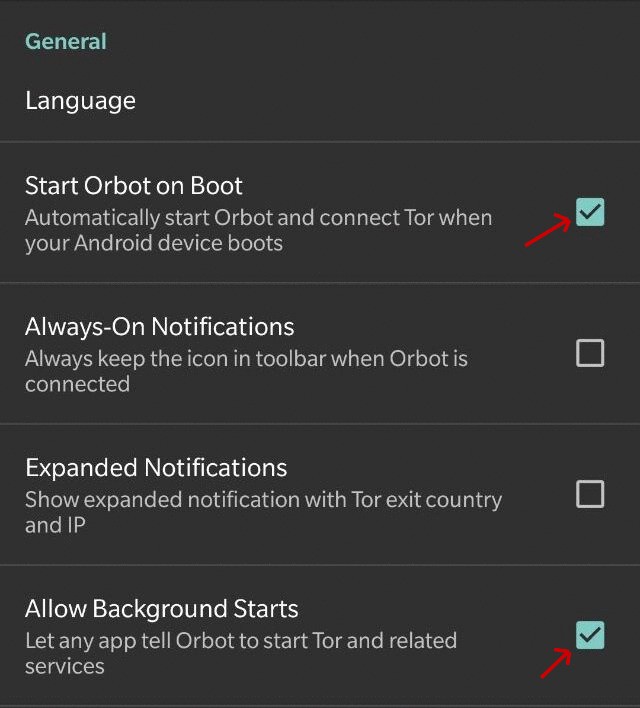 General
Language
Start Orbot on Boot
Automatically start Orbot and connect Tor when
your Android device boots
Always-On Notifications
Always keep the icon in toolbar when Orbot is
connected
Expanded Notifications
Show expanded notification with Tor exit country
and IP
Allow Background Starts
Let any app tell Orbot to start Tor and related
services